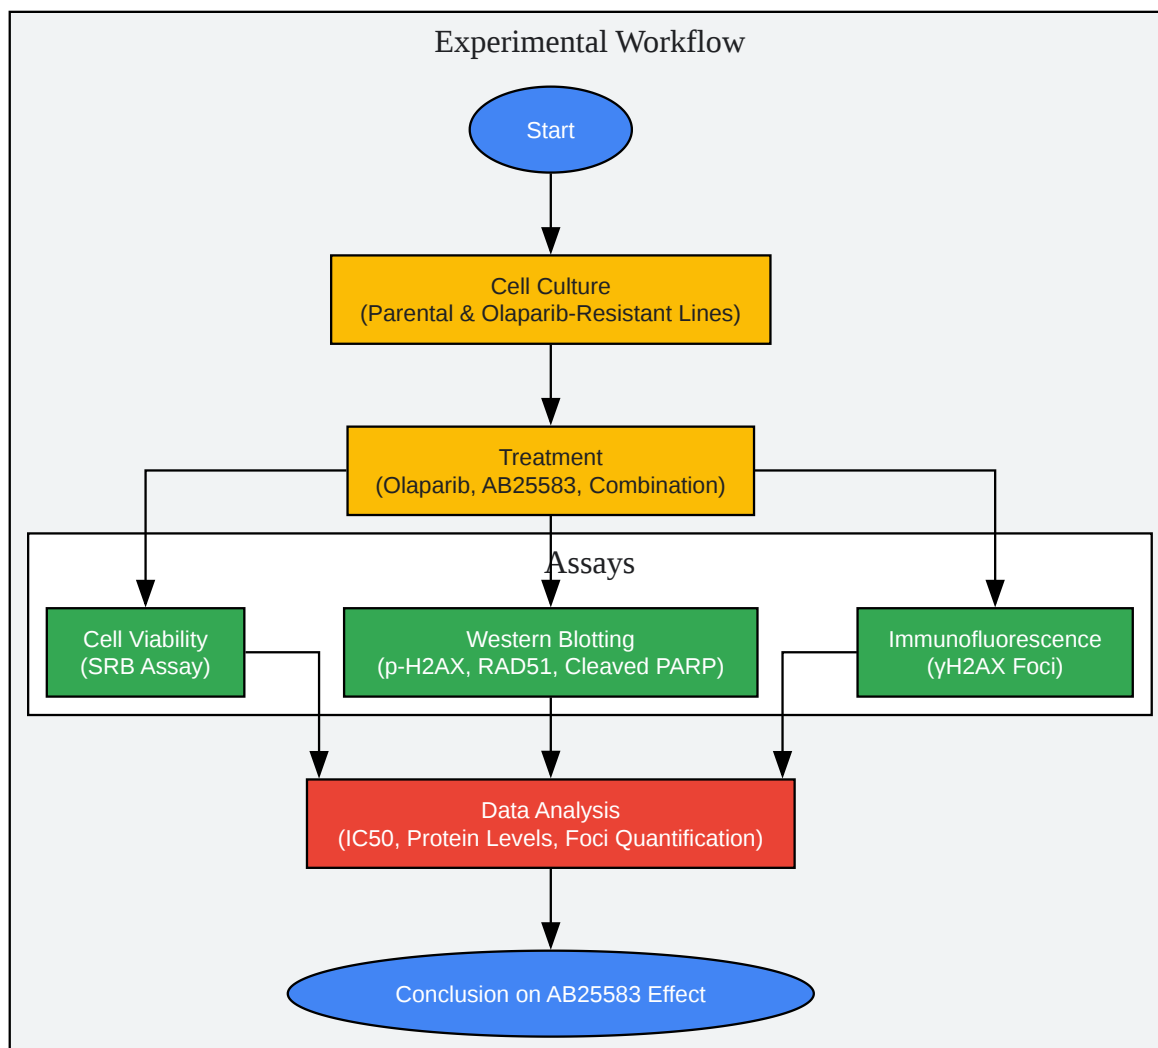 Experimental Workflow
Start
Cell Culture
(Parental & Olaparib-Resistant Lines)
Treatment
(Olaparib, AB25583, Combination)
Assays
Cell Viability
(SRB Assay)
Western Blotting
(p-H2AX, RAD51, Cleaved PARP)
Immunofluorescence
(γH2AX Foci)
Data Analysis
(IC50, Protein Levels, Foci Quantification)
Conclusion on AB25583 Effect